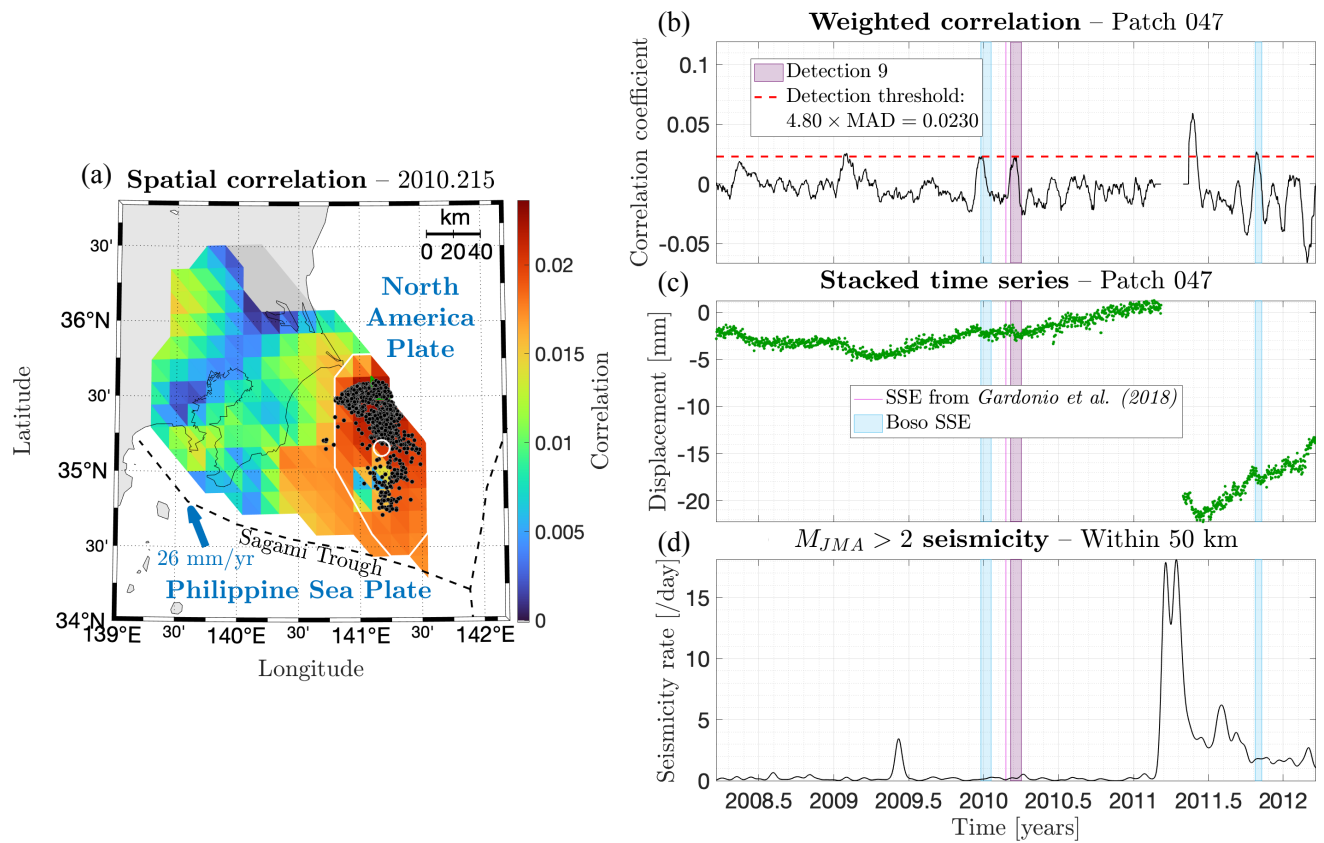 (a)
Spatial correlation – 2010.215
km
0 20 40
North
America
Plate
26 mm/yr
Sagami Trough
Philippine Sea Plate
30'
36°N
30'
35°N
30'
34°N
139°E
30'
140°E
30'
141°E
30'
142°E
Latitude
Longitude
0.02
0.015
0.01
0.005
0
Correlation
(b)
Weighted correlation – Patch 047
Detection 9
Detection threshold:
4.80 × MAD = 0.0230
0.1
0.05
0
-0.05
Correlation coefficient
(c)
Stacked time series – Patch 047
SSE from Gardonio et al. (2018)
Boso SSE
0
-5
-10
-15
-20
Displacement [mm]
(d)
M_JMA > 2 seismicity – Within 50 km
15
10
5
0
Seismicity rate [/day]
2008.5
2009
2009.5
2010
2010.5
2011
2011.5
2012
Time [years]